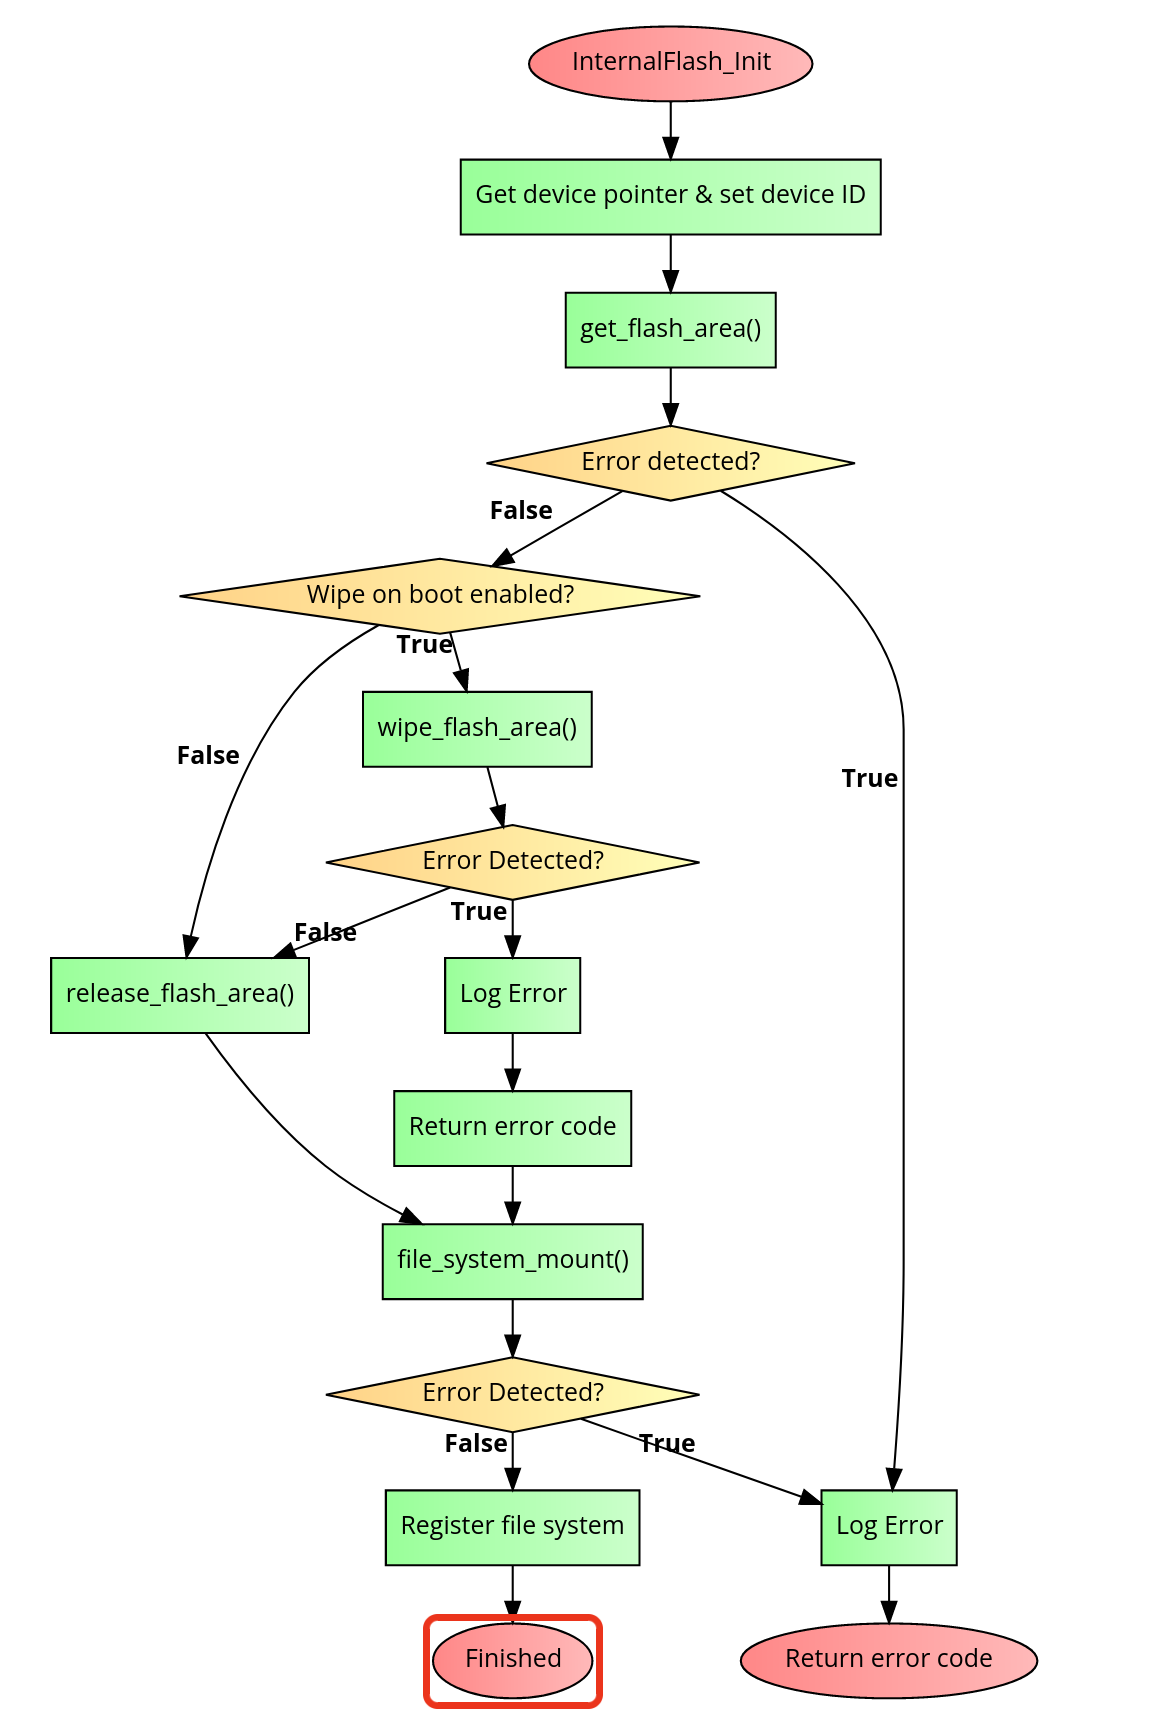 InternalFlash_Init
Get device pointer & set device ID
get_flash_area()
Error detected?
False
Wipe on boot enabled?
True
wipe_flash_area()
False
True
Error Detected?
True
False
release_flash_area()
Log Error
Return error code
file_system_mount()
Error Detected?
False
True
Register file system
Log Error
Finished
Return error code